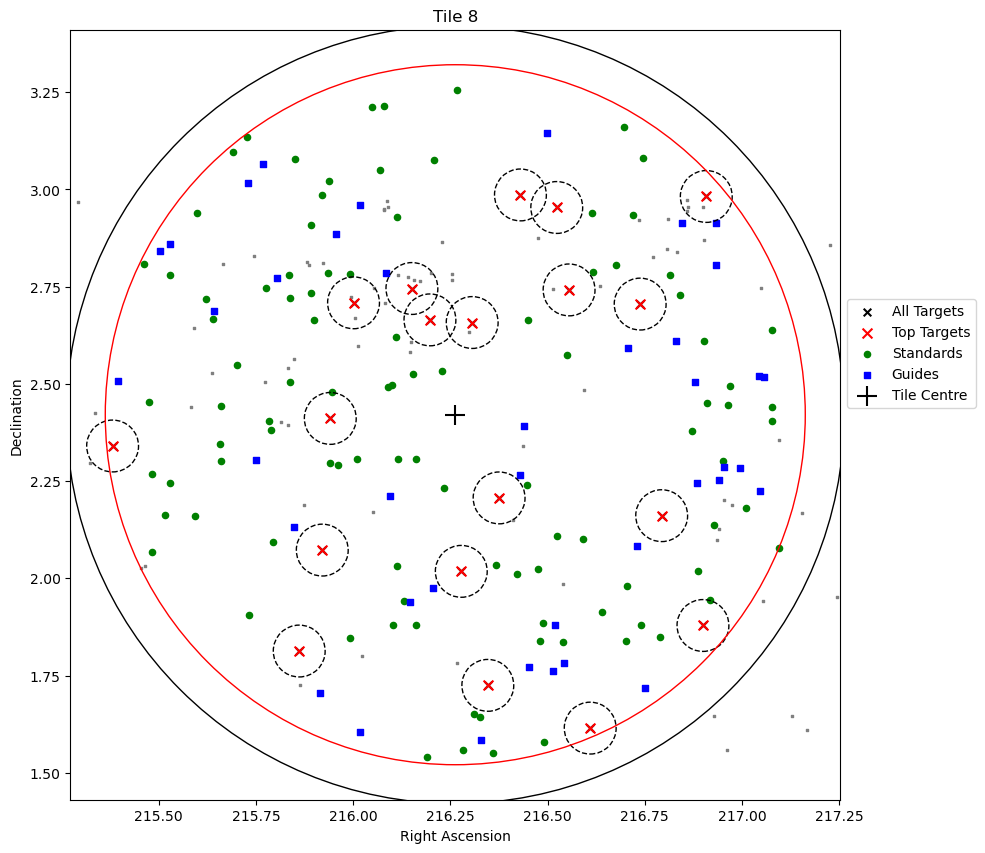 Tile 8
Declination
3.25
3.00
2.75
2.50
2.25
2.00
1.75
1.50
215.50
215.75
216.00
216.25
216.50
216.75
217.00
217.25
Right Ascension
All Targets
Top Targets
Standards
Guides
Tile Centre